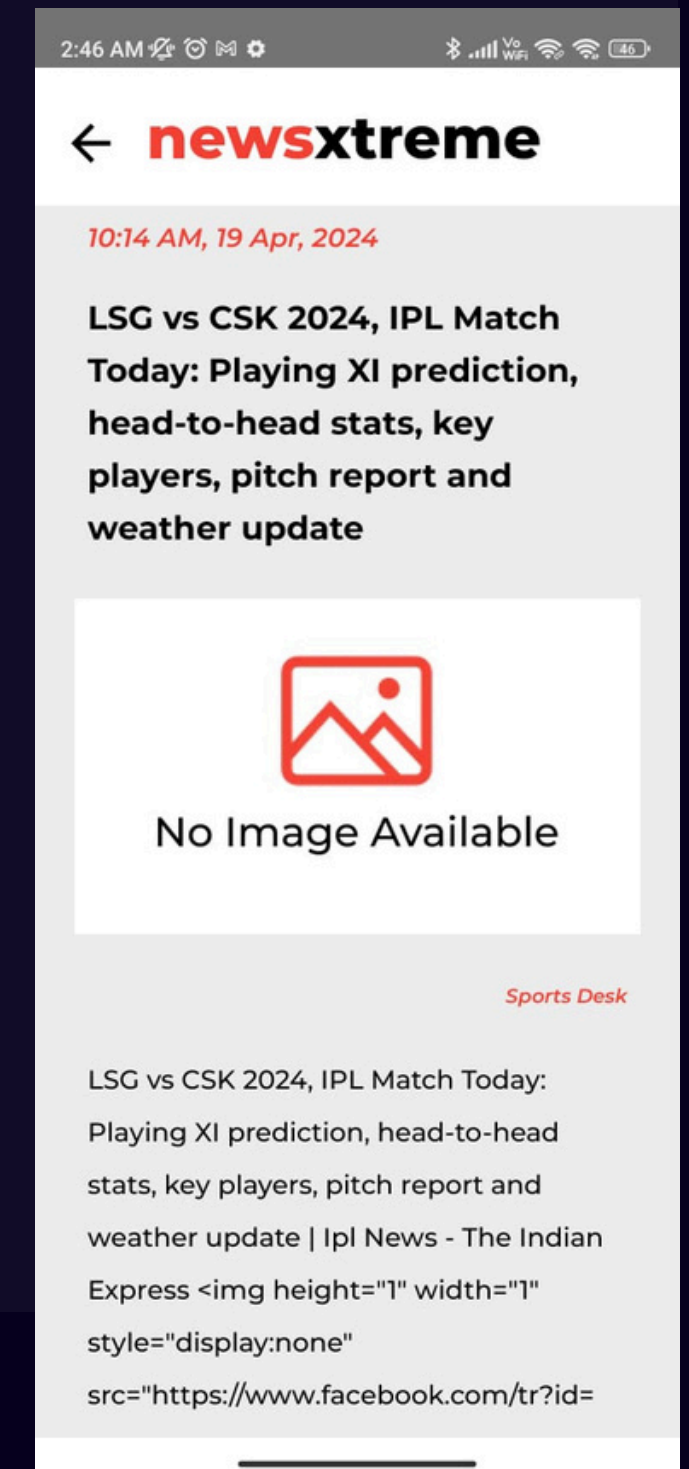 2:46 AM
Vo
WiFi
46
newsxtreme
10:14 AM, 19 Apr, 2024
LSG vs CSK 2024, IPL Match
Today: Playing XI prediction,
head-to-head stats, key
players, pitch report and
weather update
No Image Available
Sports Desk
LSG vs CSK 2024, IPL Match Today:
Playing XI prediction, head-to-head
stats, key players, pitch report and
weather update | Ipl News - The Indian
Express <img height="1" width="1"
style="display:none"
src="https://www.facebook.com/tr?id=